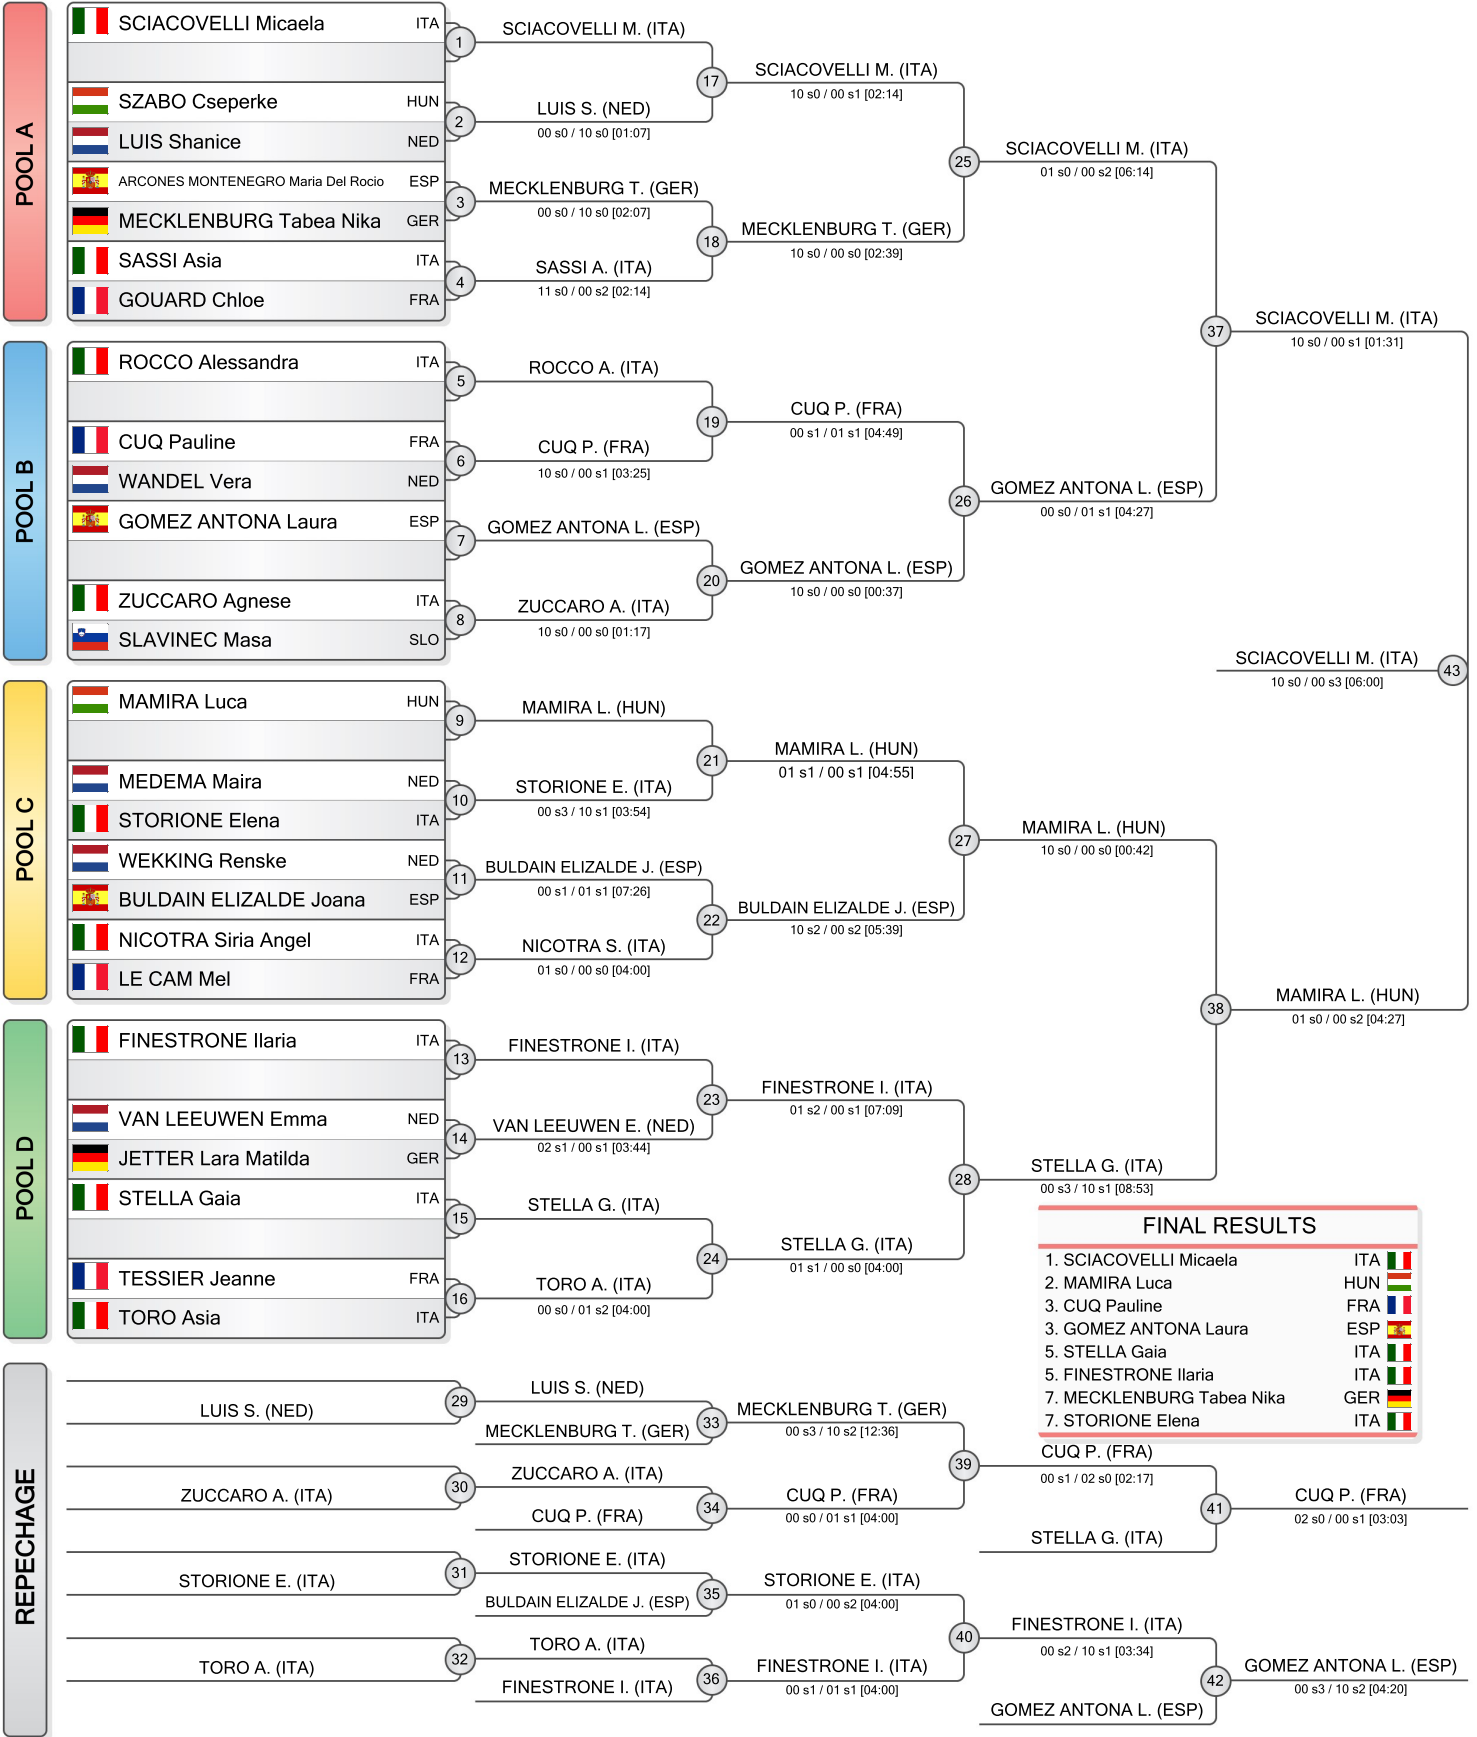 POOL A
SCIACOVELLI Micaela ITA
SZABO Cseperke HUN
LUIS Shanice NED
ARCONES MONTENEGRO Maria Del Rocio ESP
MECKLENBURG Tabea Nika GER
SASSI Asia ITA
GOUARD Chloe FRA
1
SCIACOVELLI M. (ITA)
2
LUIS S. (NED)
00 s0 / 10 s0 [01:07]
3
MECKLENBURG T. (GER)
00 s0 / 10 s0 [02:07]
4
SASSI A. (ITA)
11 s0 / 00 s2 [02:14]
17
SCIACOVELLI M. (ITA)
10 s0 / 00 s1 [02:14]
18
MECKLENBURG T. (GER)
10 s0 / 00 s0 [02:39]
25
SCIACOVELLI M. (ITA)
01 s0 / 00 s2 [06:14]
POOL B
ROCCO Alessandra ITA
CUQ Pauline FRA
WANDEL Vera NED
GOMEZ ANTONA Laura ESP
ZUCCARO Agnese ITA
SLAVINEC Masa SLO
5
ROCCO A. (ITA)
6
CUQ P. (FRA)
10 s0 / 00 s1 [03:25]
7
GOMEZ ANTONA L. (ESP)
8
ZUCCARO A. (ITA)
10 s0 / 00 s0 [01:17]
19
CUQ P. (FRA)
00 s1 / 01 s1 [04:49]
20
GOMEZ ANTONA L. (ESP)
10 s0 / 00 s0 [00:37]
26
GOMEZ ANTONA L. (ESP)
00 s0 / 01 s1 [04:27]
37
SCIACOVELLI M. (ITA)
10 s0 / 00 s1 [01:31]
SCIACOVELLI M. (ITA)
43
10 s0 / 00 s3 [06:00]
POOL C
MAMIRA Luca HUN
MEDEMA Maira NED
STORIONE Elena ITA
WEKKING Renske NED
BULDAIN ELIZALDE Joana ESP
NICOTRA Siria Angel ITA
LE CAM Mel FRA
9
MAMIRA L. (HUN)
10
STORIONE E. (ITA)
00 s3 / 10 s1 [03:54]
11
BULDAIN ELIZALDE J. (ESP)
00 s1 / 01 s1 [07:26]
12
NICOTRA S. (ITA)
01 s0 / 00 s0 [04:00]
21
MAMIRA L. (HUN)
01 s1 / 00 s1 [04:55]
22
BULDAIN ELIZALDE J. (ESP)
10 s2 / 00 s2 [05:39]
27
MAMIRA L. (HUN)
10 s0 / 00 s0 [00:42]
POOL D
FINESTRONE Ilaria ITA
VAN LEEUWEN Emma NED
JETTER Lara Matilda GER
STELLA Gaia ITA
TESSIER Jeanne FRA
TORO Asia ITA
13
FINESTRONE I. (ITA)
14
VAN LEEUWEN E. (NED)
02 s1 / 00 s1 [03:44]
15
STELLA G. (ITA)
16
TORO A. (ITA)
00 s0 / 01 s2 [04:00]
23
FINESTRONE I. (ITA)
01 s2 / 00 s1 [07:09]
24
STELLA G. (ITA)
01 s1 / 00 s0 [04:00]
28
STELLA G. (ITA)
00 s3 / 10 s1 [08:53]
38
MAMIRA L. (HUN)
01 s0 / 00 s2 [04:27]
FINAL RESULTS
1. SCIACOVELLI Micaela ITA
2. MAMIRA Luca HUN
3. CUQ Pauline FRA
3. GOMEZ ANTONA Laura ESP
5. STELLA Gaia ITA
5. FINESTRONE Ilaria ITA
7. MECKLENBURG Tabea Nika GER
7. STORIONE Elena ITA
REPECHAGE
LUIS S. (NED)
29
LUIS S. (NED)
MECKLENBURG T. (GER)
33
MECKLENBURG T. (GER)
00 s3 / 10 s2 [12:36]
ZUCCARO A. (ITA)
30
ZUCCARO A. (ITA)
CUQ P. (FRA)
34
CUQ P. (FRA)
00 s0 / 01 s1 [04:00]
39
CUQ P. (FRA)
00 s1 / 02 s0 [02:17]
STELLA G. (ITA)
41
CUQ P. (FRA)
02 s0 / 00 s1 [03:03]
STORIONE E. (ITA)
31
STORIONE E. (ITA)
BULDAIN ELIZALDE J. (ESP)
35
STORIONE E. (ITA)
01 s0 / 00 s2 [04:00]
TORO A. (ITA)
32
TORO A. (ITA)
FINESTRONE I. (ITA)
36
FINESTRONE I. (ITA)
00 s1 / 01 s1 [04:00]
40
FINESTRONE I. (ITA)
00 s2 / 10 s1 [03:34]
GOMEZ ANTONA L. (ESP)
42
GOMEZ ANTONA L. (ESP)
00 s3 / 10 s2 [04:20]